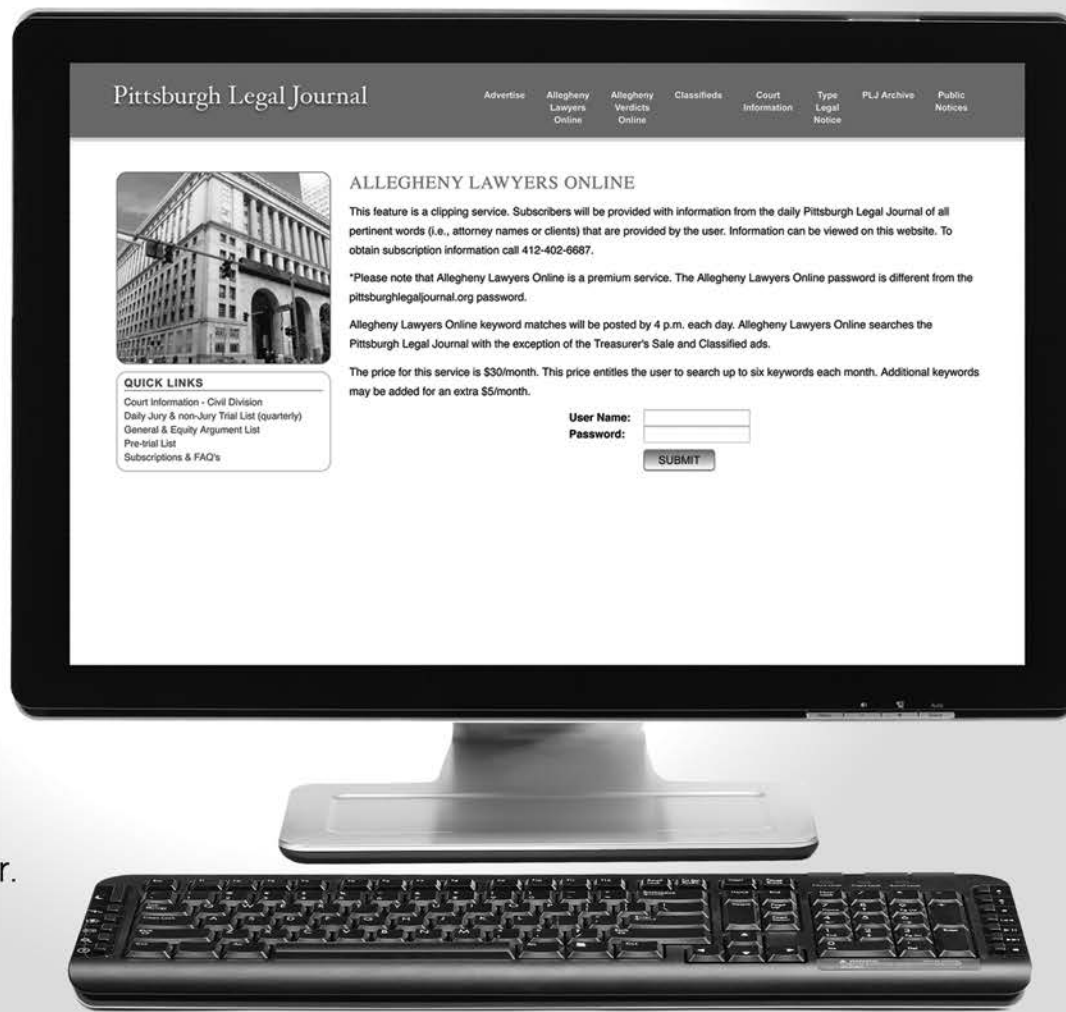 Pittsburgh Legal Journal
Advertise
Allegheny
Lawyers
Online
Allegheny
Verdicts
Online
Classifieds
Court
Information
Type
Legal
Notice
PLJ Archive
Public
Notices
ALLEGHENY LAWYERS ONLINE
This feature is a clipping service. Subscribers will be provided with information from the daily Pittsburgh Legal Journal of all
pertinent words (i.e., attorney names or clients) that are provided by the user. Information can be viewed on this website. To
obtain subscription information call 412-402-6687.
*Please note that Allegheny Lawyers Online is a premium service. The Allegheny Lawyers Online password is different from the
pittsburghlegaljournal.org password.
Allegheny Lawyers Online keyword matches will be posted by 4 p.m. each day. Allegheny Lawyers Online searches the
Pittsburgh Legal Journal with the exception of the Treasurer's Sale and Classified ads.
The price for this service is $30/month. This price entitles the user to search up to six keywords each month. Additional keywords
may be added for an extra $5/month.
User Name:
Password:
SUBMIT
QUICK LINKS
Court Information - Civil Division
Daily Jury & non-Jury Trial List (quarterly)
General & Equity Argument List
Pre-trial List
Subscriptions & FAQ's
r.